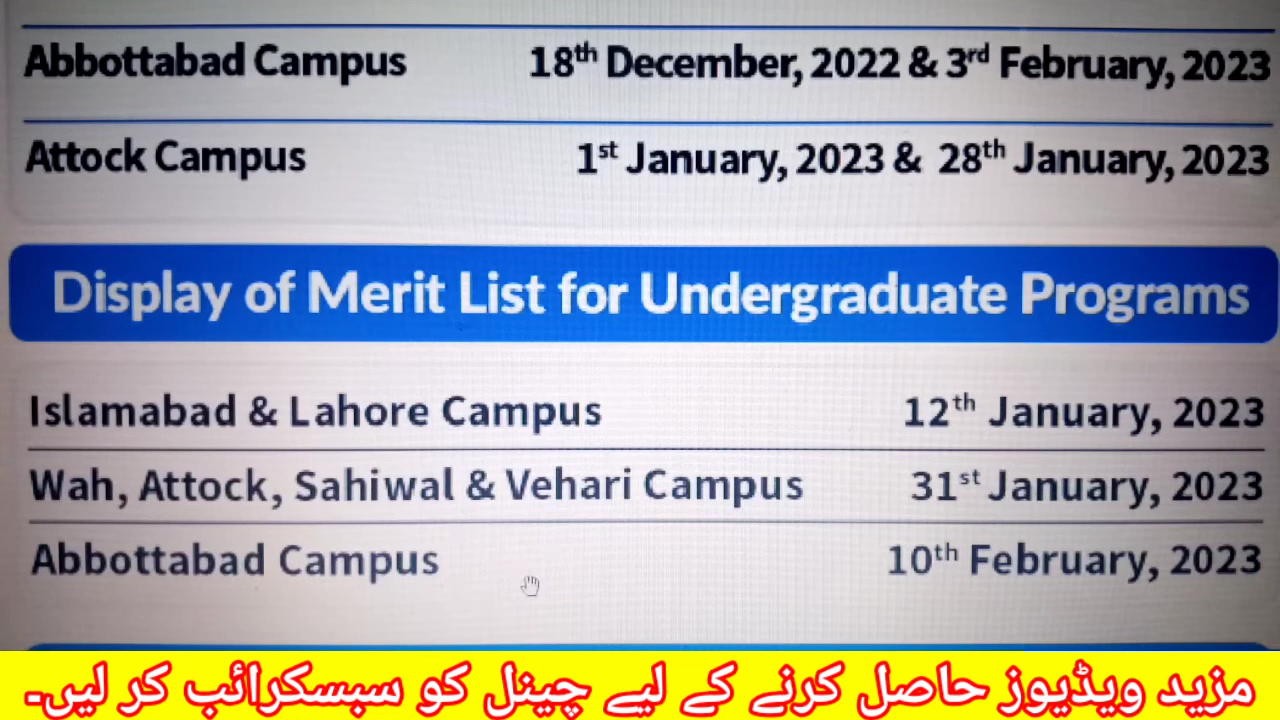 Abbottabad Campus 18th December, 2022 & 3rd February, 2023
Attock Campus 1st January, 2023 & 28th January, 2023
Display of Merit List for Undergraduate Programs
Islamabad & Lahore Campus 12th January, 2023
Wah, Attock, Sahiwal & Vehari Campus 31st January, 2023
Abbottabad Campus 10th February, 2023
مزید ویڈیوز حاصل کرنے کے لیے چینل کو سبسکرائب کر لیں۔